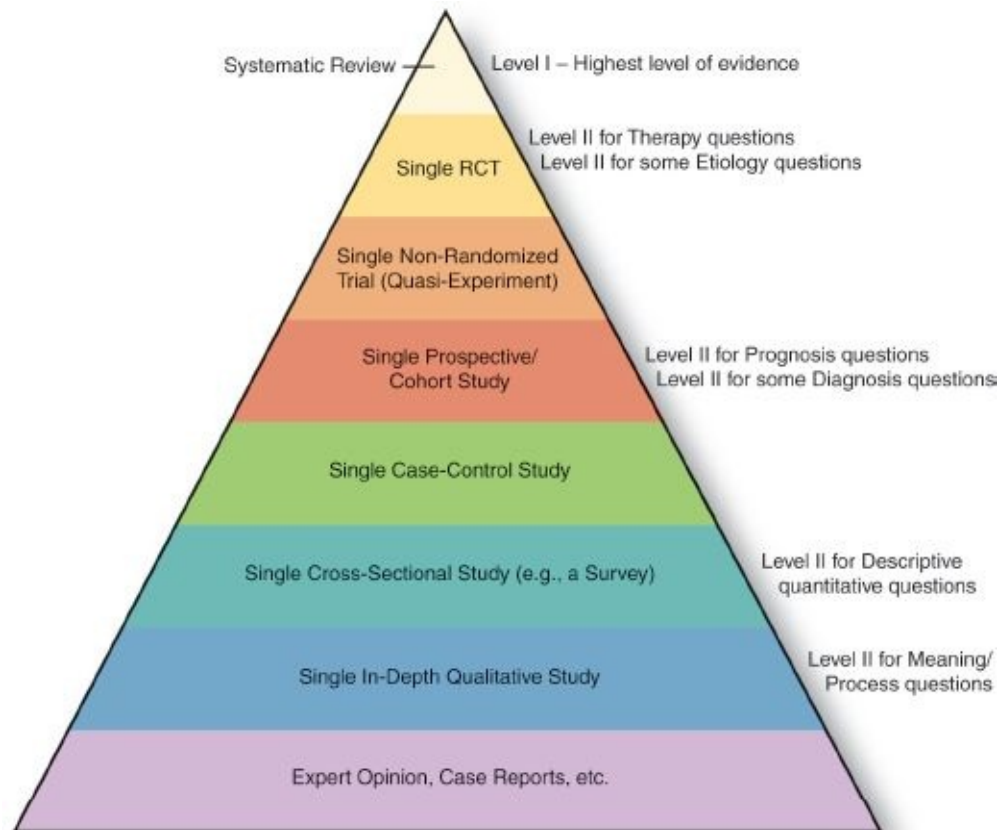 Systematic Review
Level I – Highest level of evidence
Level II for Therapy questions
Level II for some Etiology questions
Single RCT
Single Non-Randomized
Trial (Quasi-Experiment)
Single Prospective/
Cohort Study
Level II for Prognosis questions
Level II for some Diagnosis questions
Single Case-Control Study
Single Cross-Sectional Study (e.g., a Survey)
Level II for Descriptive
quantitative questions
Single In-Depth Qualitative Study
Level II for Meaning/
Process questions
Expert Opinion, Case Reports, etc.